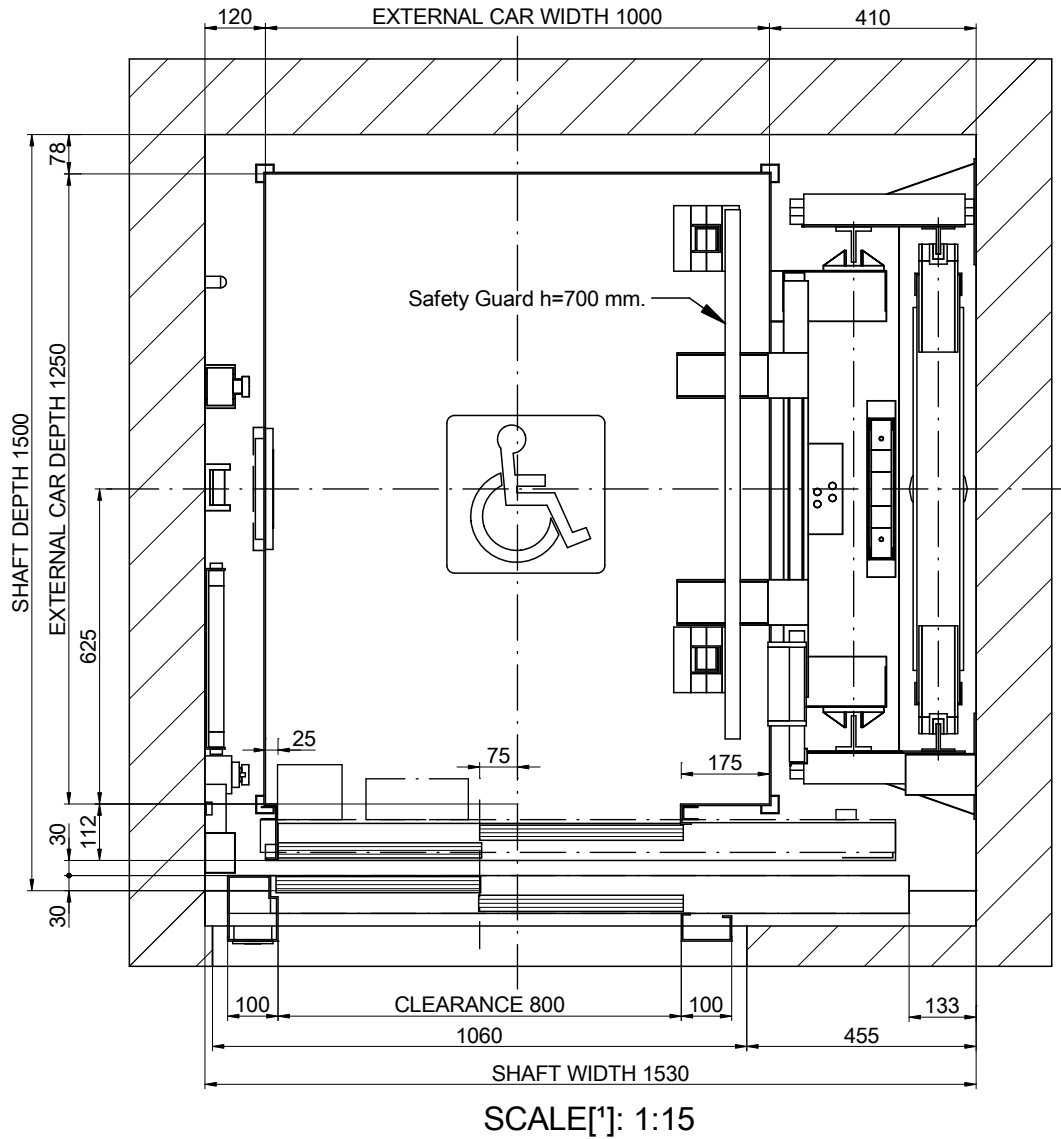 120
EXTERNAL CAR WIDTH 1000
410
78
SHAFT DEPTH 1500
EXTERNAL CAR DEPTH 1250
Safety Guard h=700 mm.
625
25
75
175
30
112
30
100
CLEARANCE 800
100
133
1060
455
SHAFT WIDTH 1530
SCALE[¹]: 1:15